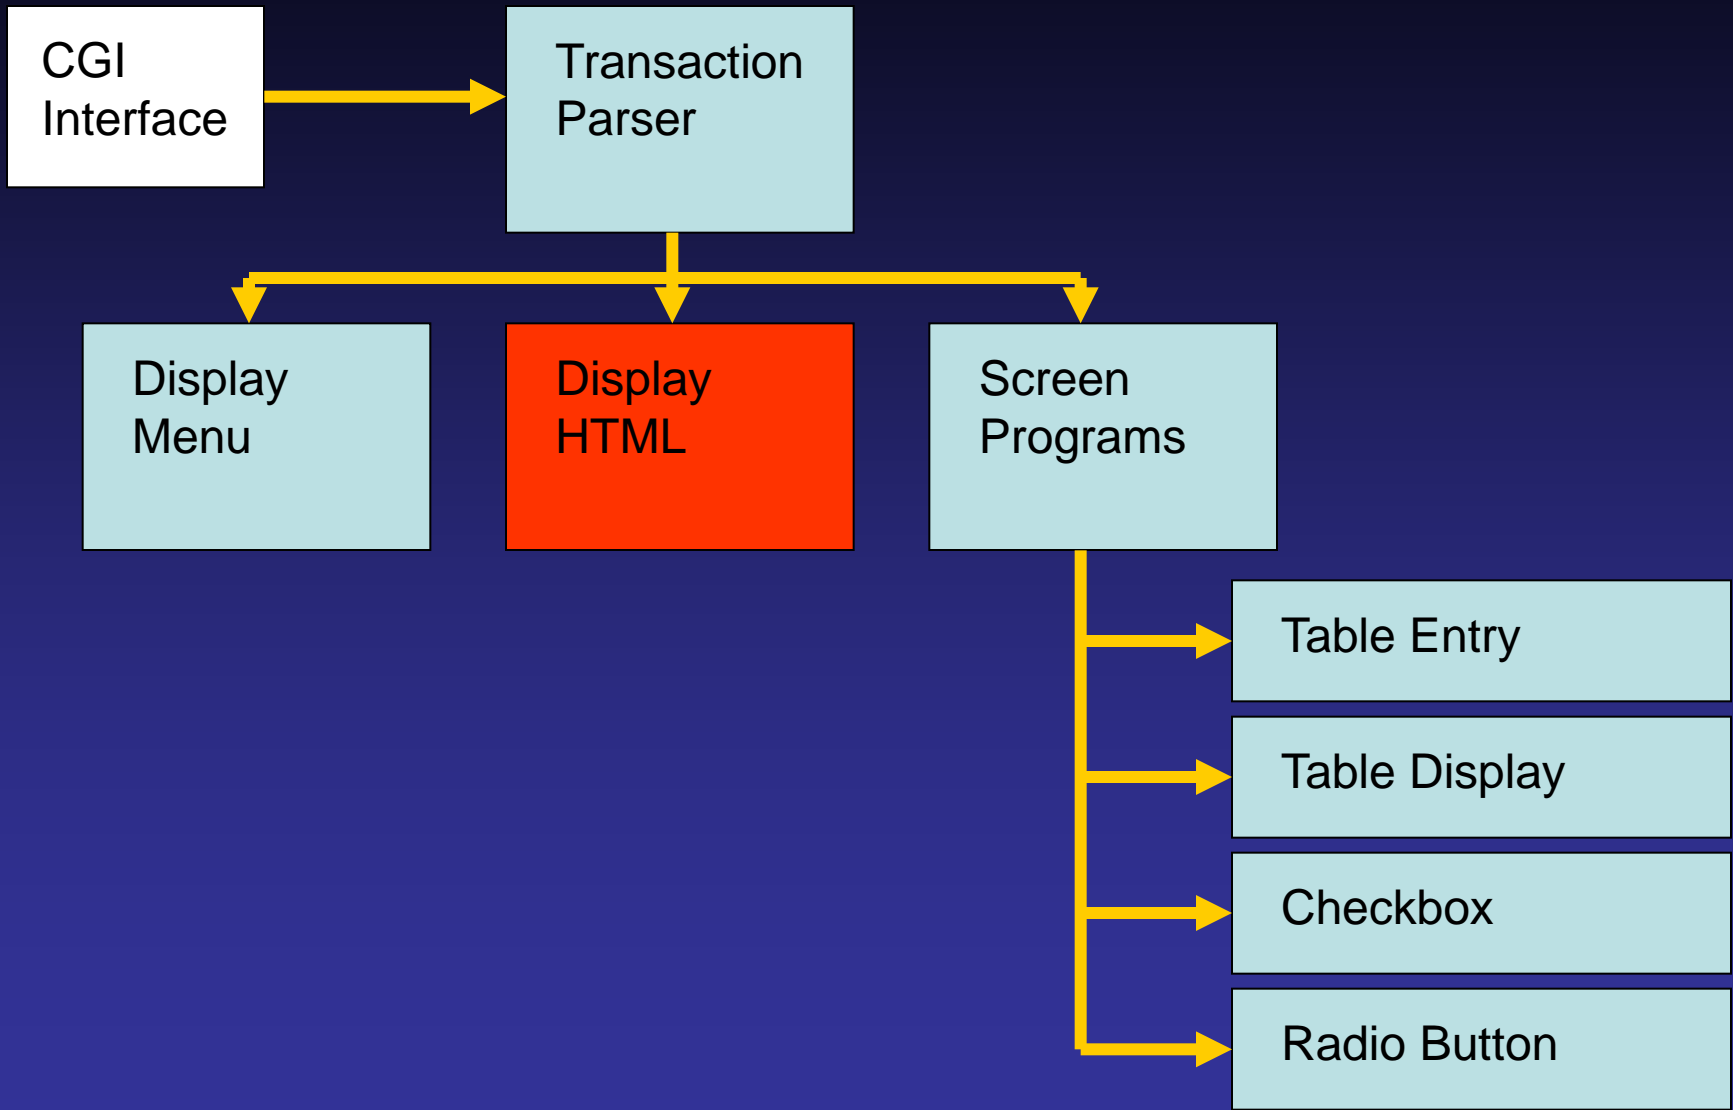 CGI
Interface
Transaction
Parser
Display
Menu
Display
HTML
Screen
Programs
Table Entry
Table Display
Checkbox
Radio Button